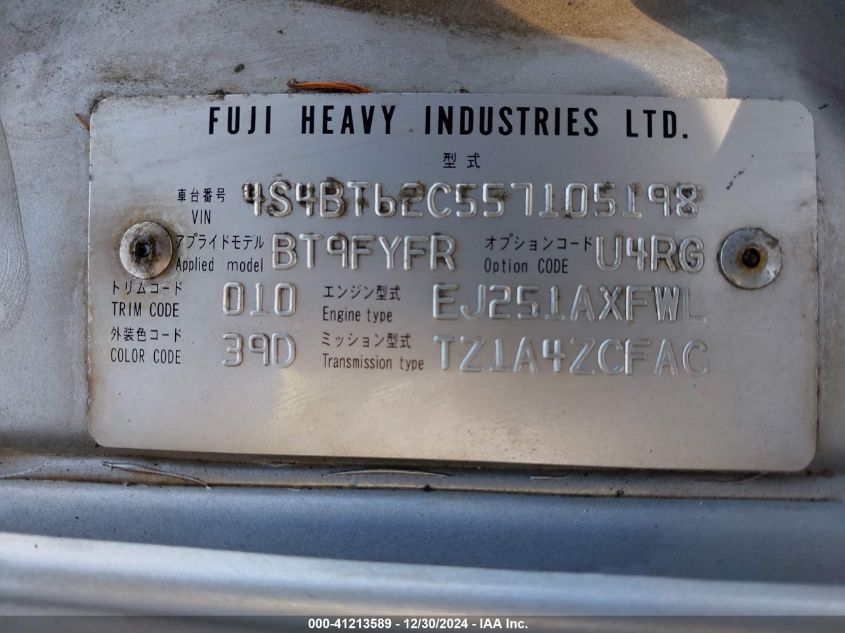 FUJI HEAVY INDUSTRIES LTD.
型式
車台番号 VIN 4S4BT62C557105198
アプライドモデル Applied model BT9FYFR オプションコード Option CODE U4RG
トリムコード TRIM CODE 010 エンジン型式 Engine type EJ251AXFWL
外装色コード COLOR CODE 39D ミッション型式 Transmission type TZ1A4ZCFAC
000-41213589 - 12/30/2024 - IAA Inc.